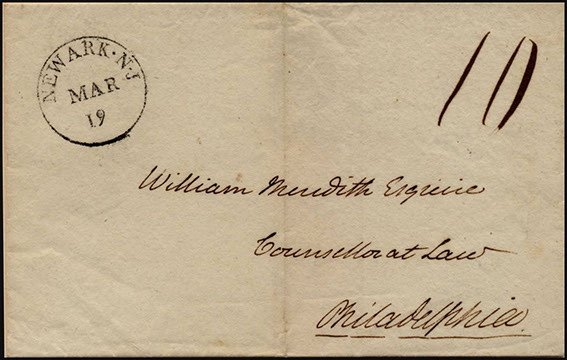 NEWARK·N·J
MAR
19
10
William Meredith Esquire
Counsellor at Law
Philadelphia